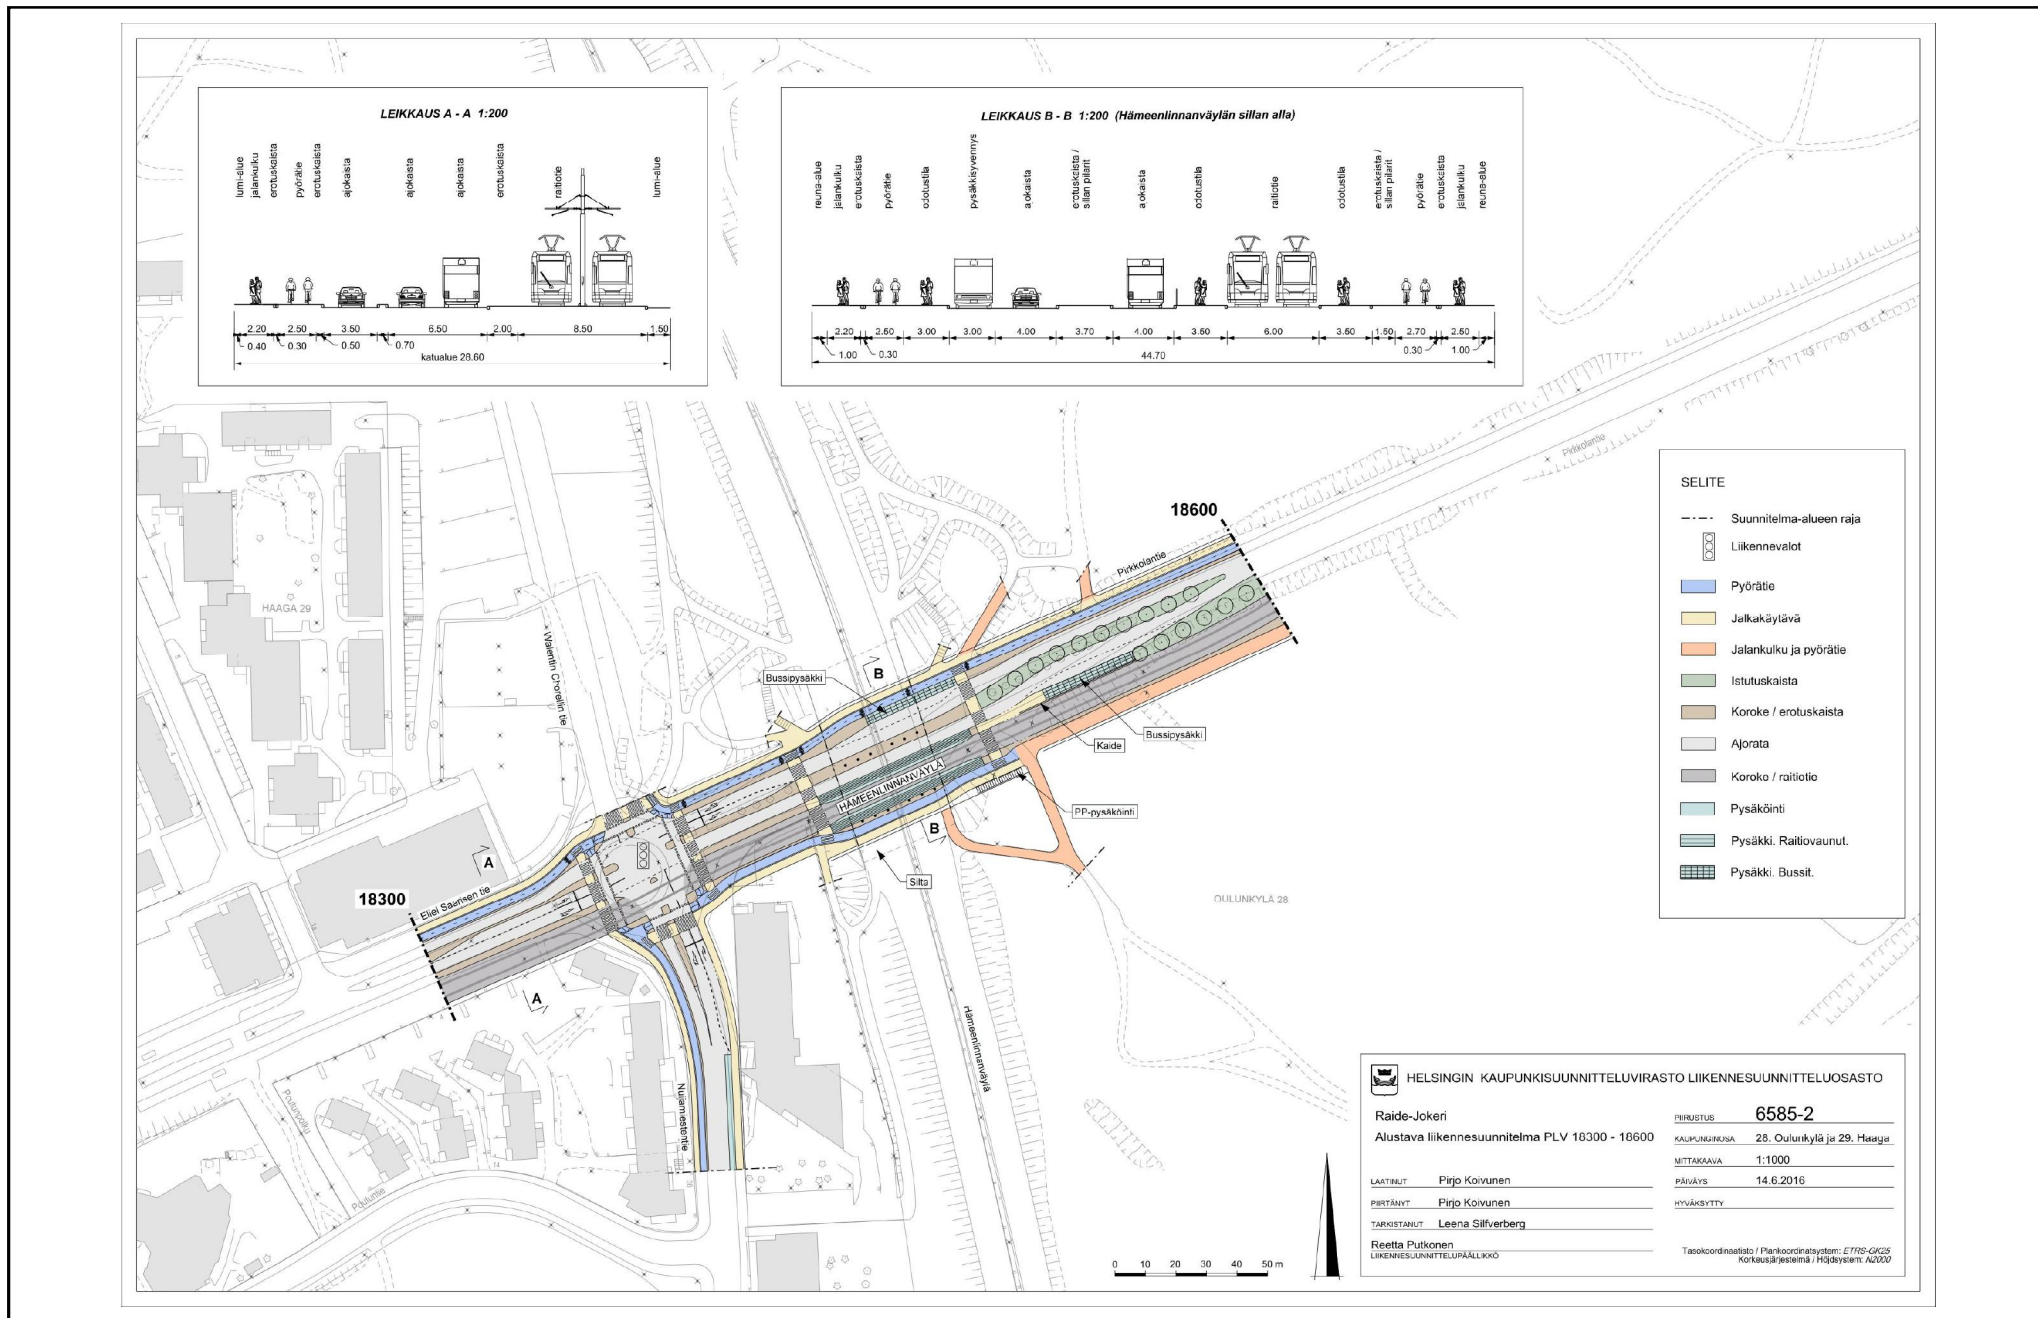 LEIKKAUS A - A 1:200
lumi-alue
jalankulku
erotuskaista
pyörätie
erotuskaista
ajokaista
ajokaista
ajokaista
erotuskaista
raitiotie
lumi-alue
2.20 2.50 3.50 6.50 2.00 8.50 1.50
0.40 0.30 0.50 0.70
katualue 28.60
LEIKKAUS B - B 1:200 (Hämeenlinnanväylän sillan alla)
reuna-alue
jalankulku
erotuskaista
pyörätie
odotustila
pysäkkisyvennys
ajokaista
erotuskaista /
sillan pilarit
ajokaista
odotustila
raitiotie
odotustila
erotuskaista /
sillan pilarit
pyörätie
erotuskaista
jalankulku
reuna-alue
2.20 2.60 3.00 3.00 4.00 3.70 4.00 3.60 6.00 3.60 1.50 2.70 2.50
1.00 0.30 0.30 1.00
44.70
Pirkkolantie
SELITE
Suunnitelma-alueen raja
Liikennevalot
Pyörätie
Jalkakäytävä
Jalankulku ja pyörätie
Istutuskaista
Koroke / erotuskaista
Ajorata
Koroke / raitiotie
Pysäköinti
Pysäkki. Raitiovaunut.
Pysäkki. Bussit.
18600
Pirkkolantie
HAAGA 29
Walentin Chorellin tie
B
Bussipysäkki
Bussipysäkki
Kaide
HÄMEENLINNANVÄYLÄ
PP-pysäköinti
B
Silta
A
18300
Eliel Saarisen tie
OULUNKYLÄ 28
A
Hämeenlinnanväylä
Nuijamiestentie
Poutunpolku
Poutuntie
0 10 20 30 40 50 m
HELSINGIN KAUPUNKISUUNNITTELUVIRASTO LIIKENNESUUNNITTELUOSASTO
Raide-Jokeri
Alustava liikennesuunnitelma PLV 18300 - 18600
PIIRUSTUS 6585-2
KAUPUNGINOSA 28. Oulunkylä ja 29. Haaga
MITTAKAAVA 1:1000
PÄIVÄYS 14.6.2016
HYVÄKSYTTY
LAATINUT Pirjo Koivunen
PIIRTÄNYT Pirjo Koivunen
TARKISTANUT Leena Silfverberg
Reetta Putkonen
LIIKENNESUUNNITTELUPÄÄLLIKKÖ
Tasokoordinaatisto / Plankoordinatsystem: ETRS-GK25
Korkeusjärjestelmä / Höjdsystem: N2000